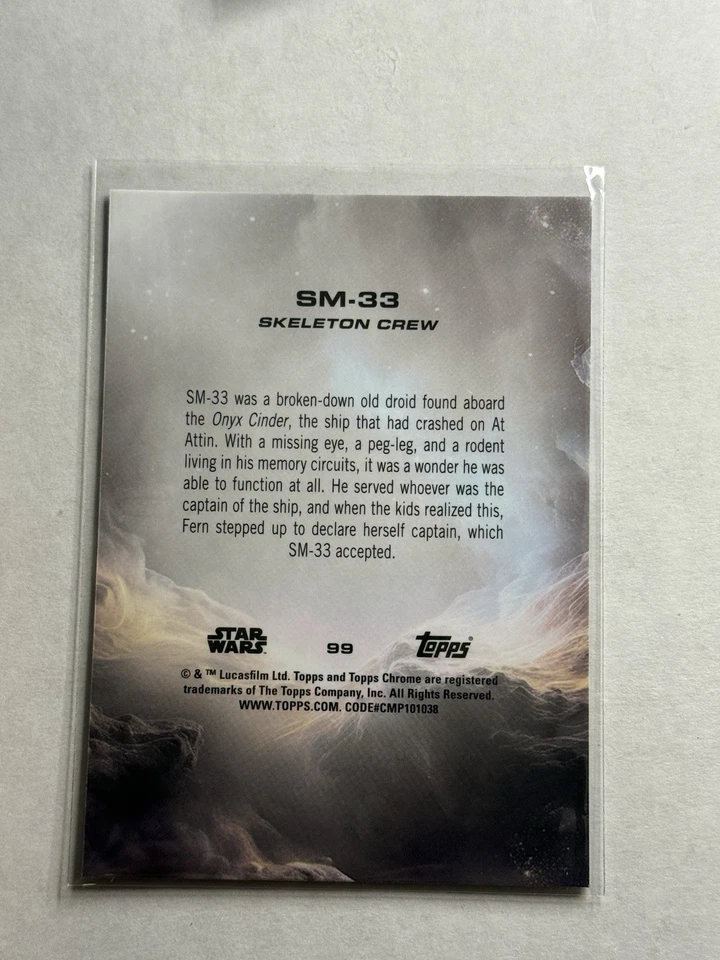 SM-33
SKELETON CREW
SM-33 was a broken-down old droid found aboard
the Onyx Cinder, the ship that had crashed on At
Attin. With a missing eye, a peg-leg, and a rodent
living in his memory circuits, it was a wonder he was
able to function at all. He served whoever was the
captain of the ship, and when the kids realized this,
Fern stepped up to declare herself captain, which
SM-33 accepted.
STAR WARS 99 Topps®
© & ™ Lucasfilm Ltd. Topps and Topps Chrome are registered
trademarks of The Topps Company, Inc. All Rights Reserved.
WWW.TOPPS.COM. CODE#CMP101038